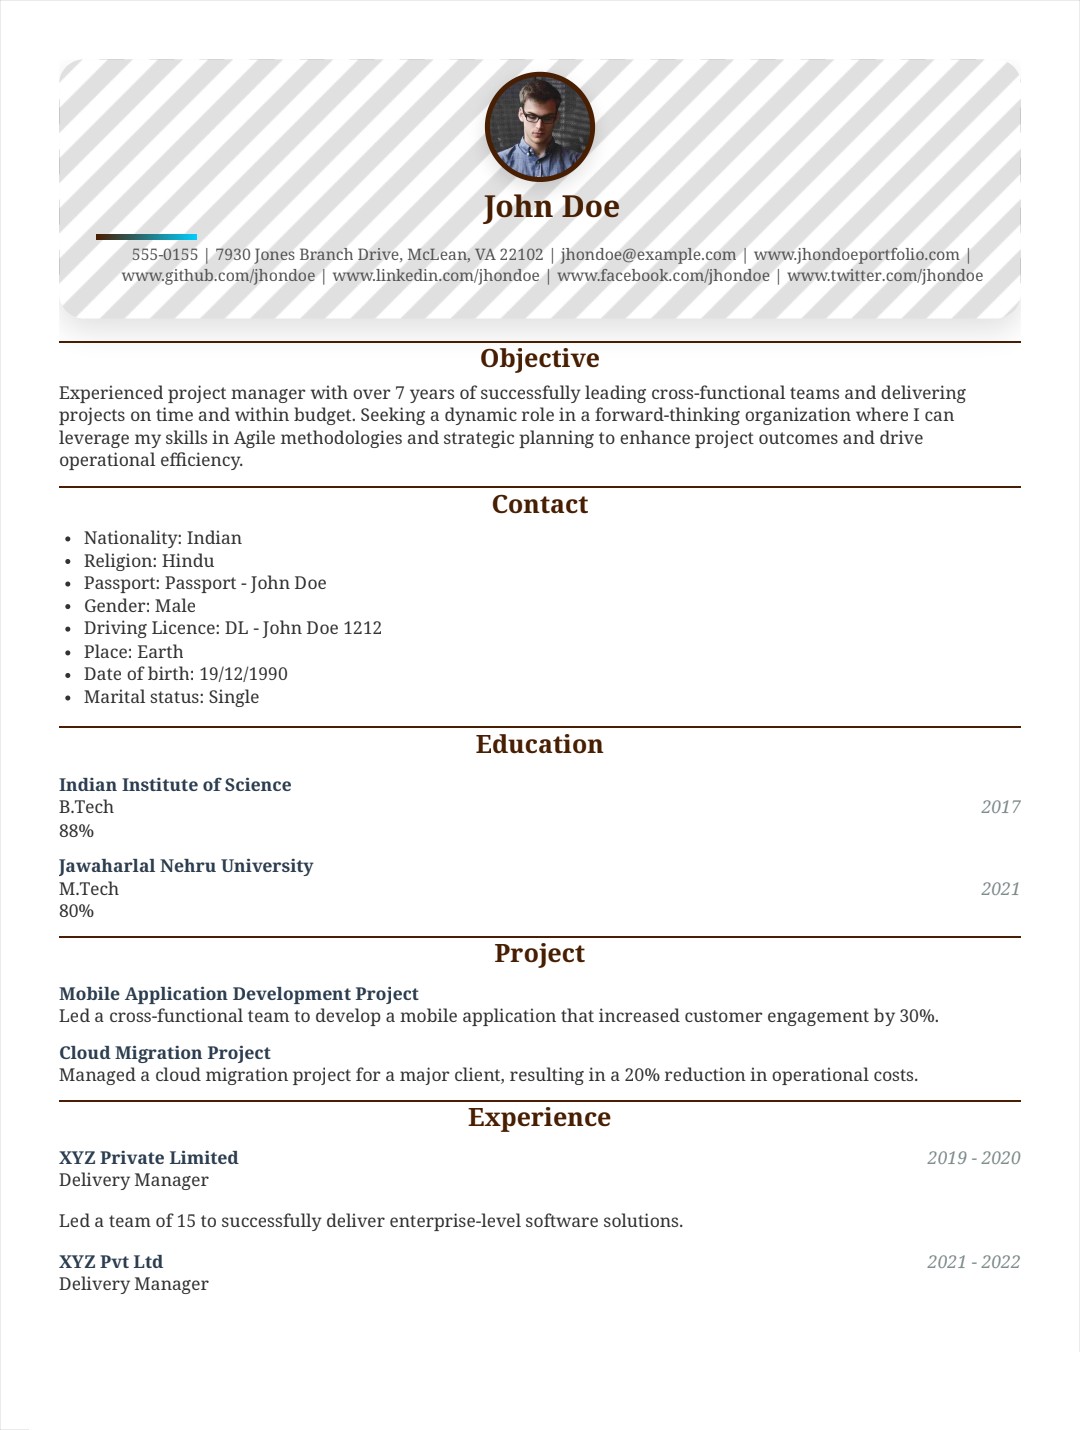 John Doe
555-0155 | 7930 Jones Branch Drive, McLean, VA 22102 | jhondoe@example.com | www.jhondoeportfolio.com |
www.github.com/jhondoe | www.linkedin.com/jhondoe | www.facebook.com/jhondoe | www.twitter.com/jhondoe
Objective
Experienced project manager with over 7 years of successfully leading cross-functional teams and delivering
projects on time and within budget. Seeking a dynamic role in a forward-thinking organization where I can
leverage my skills in Agile methodologies and strategic planning to enhance project outcomes and drive
operational efficiency.
Contact
• Nationality: Indian
• Religion: Hindu
• Passport: Passport - John Doe
• Gender: Male
• Driving Licence: DL - John Doe 1212
• Place: Earth
• Date of birth: 19/12/1990
• Marital status: Single
Education
Indian Institute of Science
B.Tech 2017
88%
Jawaharlal Nehru University
M.Tech 2021
80%
Project
Mobile Application Development Project
Led a cross-functional team to develop a mobile application that increased customer engagement by 30%.
Cloud Migration Project
Managed a cloud migration project for a major client, resulting in a 20% reduction in operational costs.
Experience
XYZ Private Limited 2019 - 2020
Delivery Manager
Led a team of 15 to successfully deliver enterprise-level software solutions.
XYZ Pvt Ltd 2021 - 2022
Delivery Manager